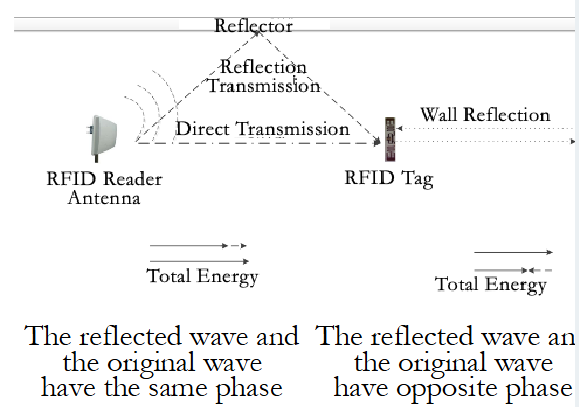 Reflector
Reflection
Transmission
Direct Transmission
Wall Reflection
RFID Reader
Antenna
RFID Tag
Total Energy
Total Energy
The reflected wave and
the original wave
have the same phase
The reflected wave an
the original wave
have opposite phase